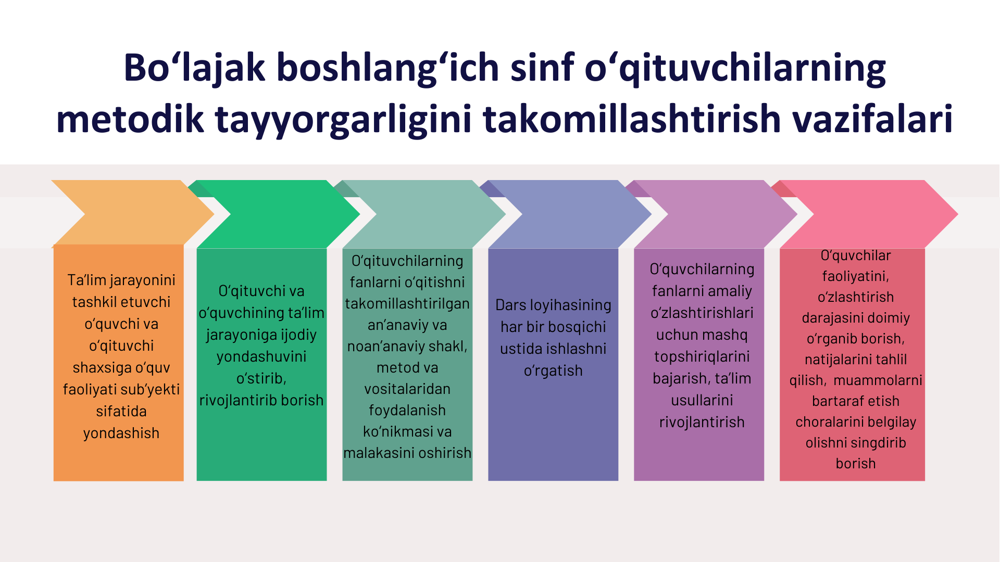 Bo‘lajak boshlang‘ich sinf o‘qituvchilarning
metodik tayyorgarligini takomillashtirish vazifalari
Ta’lim jarayonini
tashkil etuvchi
o‘quvchi va
o‘qituvchi
shaxsiga o‘quv
faoliyati sub’yekti
sifatida
yondashish
O‘qituvchi va
o‘quvchining ta’lim
jarayoniga ijodiy
yondashuvini
o‘stirib,
rivojlantirib borish
O‘qituvchilarning
fanlarni o‘qitishni
takomillashtirilgan
an’anaviy va
noan’anaviy shakl,
metod va
vositalaridan
foydalanish
ko‘nikmasi va
malakasini oshirish
Dars loyihasining
har bir bosqichi
ustida ishlashni
o‘rgatish
O‘quvchilarning
fanlarni amaliy
o‘zlashtirishlari
uchun mashq
topshiriqlarini
bajarish, ta’lim
usullarini
rivojlantirish
O‘quvchilar
faoliyatini,
o‘zlashtirish
darajasini doimiy
o‘rganib borish,
natijalarini tahlil
qilish,  muammolarni
bartaraf etish
choralarini belgilay
olishni singdirib
borish